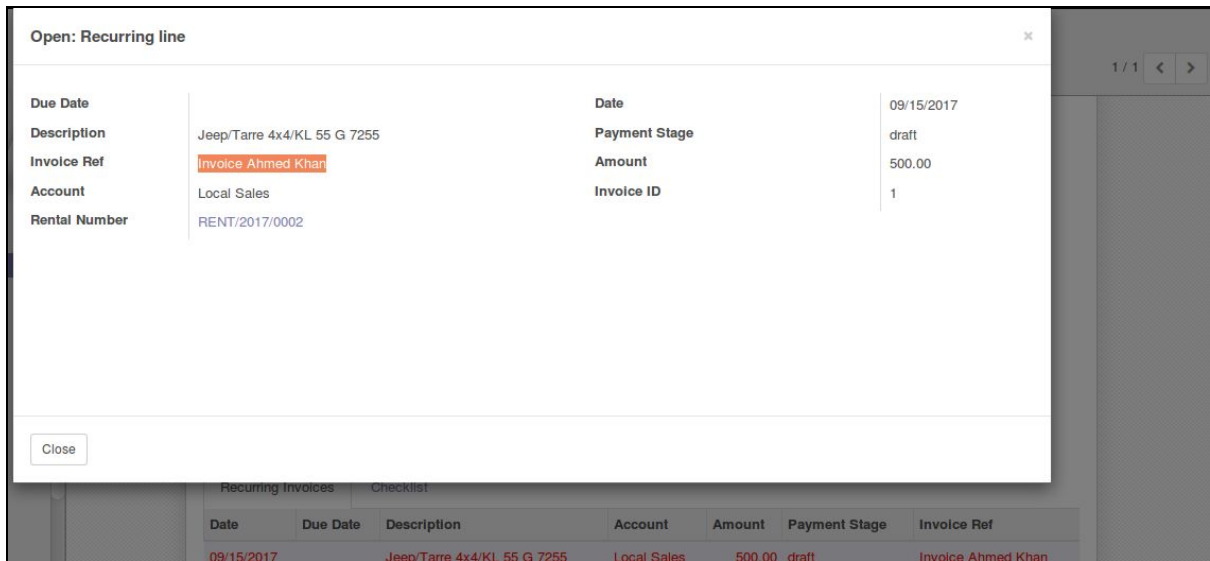 Open: Recurring line ×
1 / 1
Due Date Date 09/15/2017
Description Jeep/Tarre 4x4/KL 55 G 7255 Payment Stage draft
Invoice Ref Invoice Ahmed Khan Amount 500.00
Account Local Sales Invoice ID 1
Rental Number RENT/2017/0002
Close
Recurring Invoices Checklist
Date Due Date Description Account Amount Payment Stage Invoice Ref
09/15/2017 Jeep/Tarre 4x4/KL 55 G 7255 Local Sales 500.00 draft Invoice Ahmed Khan